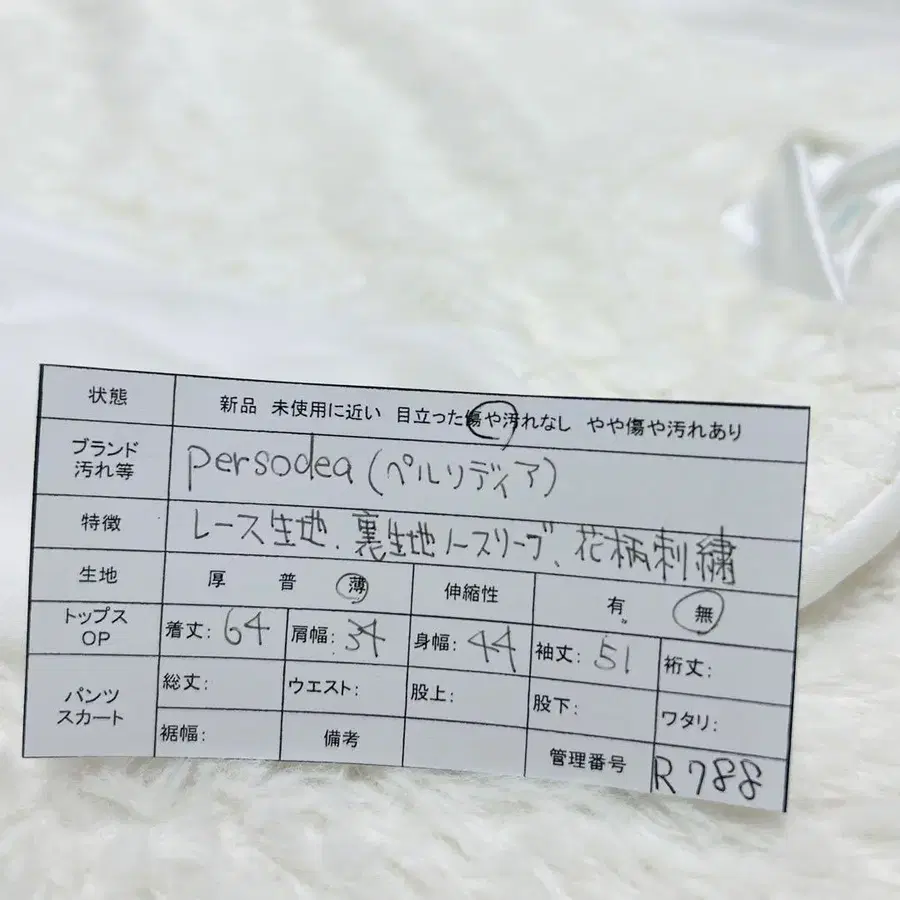 状態 新品 未使用に近い 目立った傷や汚れなし やや傷や汚れあり
ブランド
汚れ等 persodea (ペルソディア)
特徴 レース生地、裏生地ノースリーブ、花柄刺繍
生地 厚 普 薄 伸縮性 有 無
トップス
OP 着丈: 64 肩幅: 34 身幅: 44 袖丈: 51 裄丈:
パンツ
スカート 総丈: ウエスト: 股上: 股下: ワタリ:
裾幅: 備考 管理番号 R788